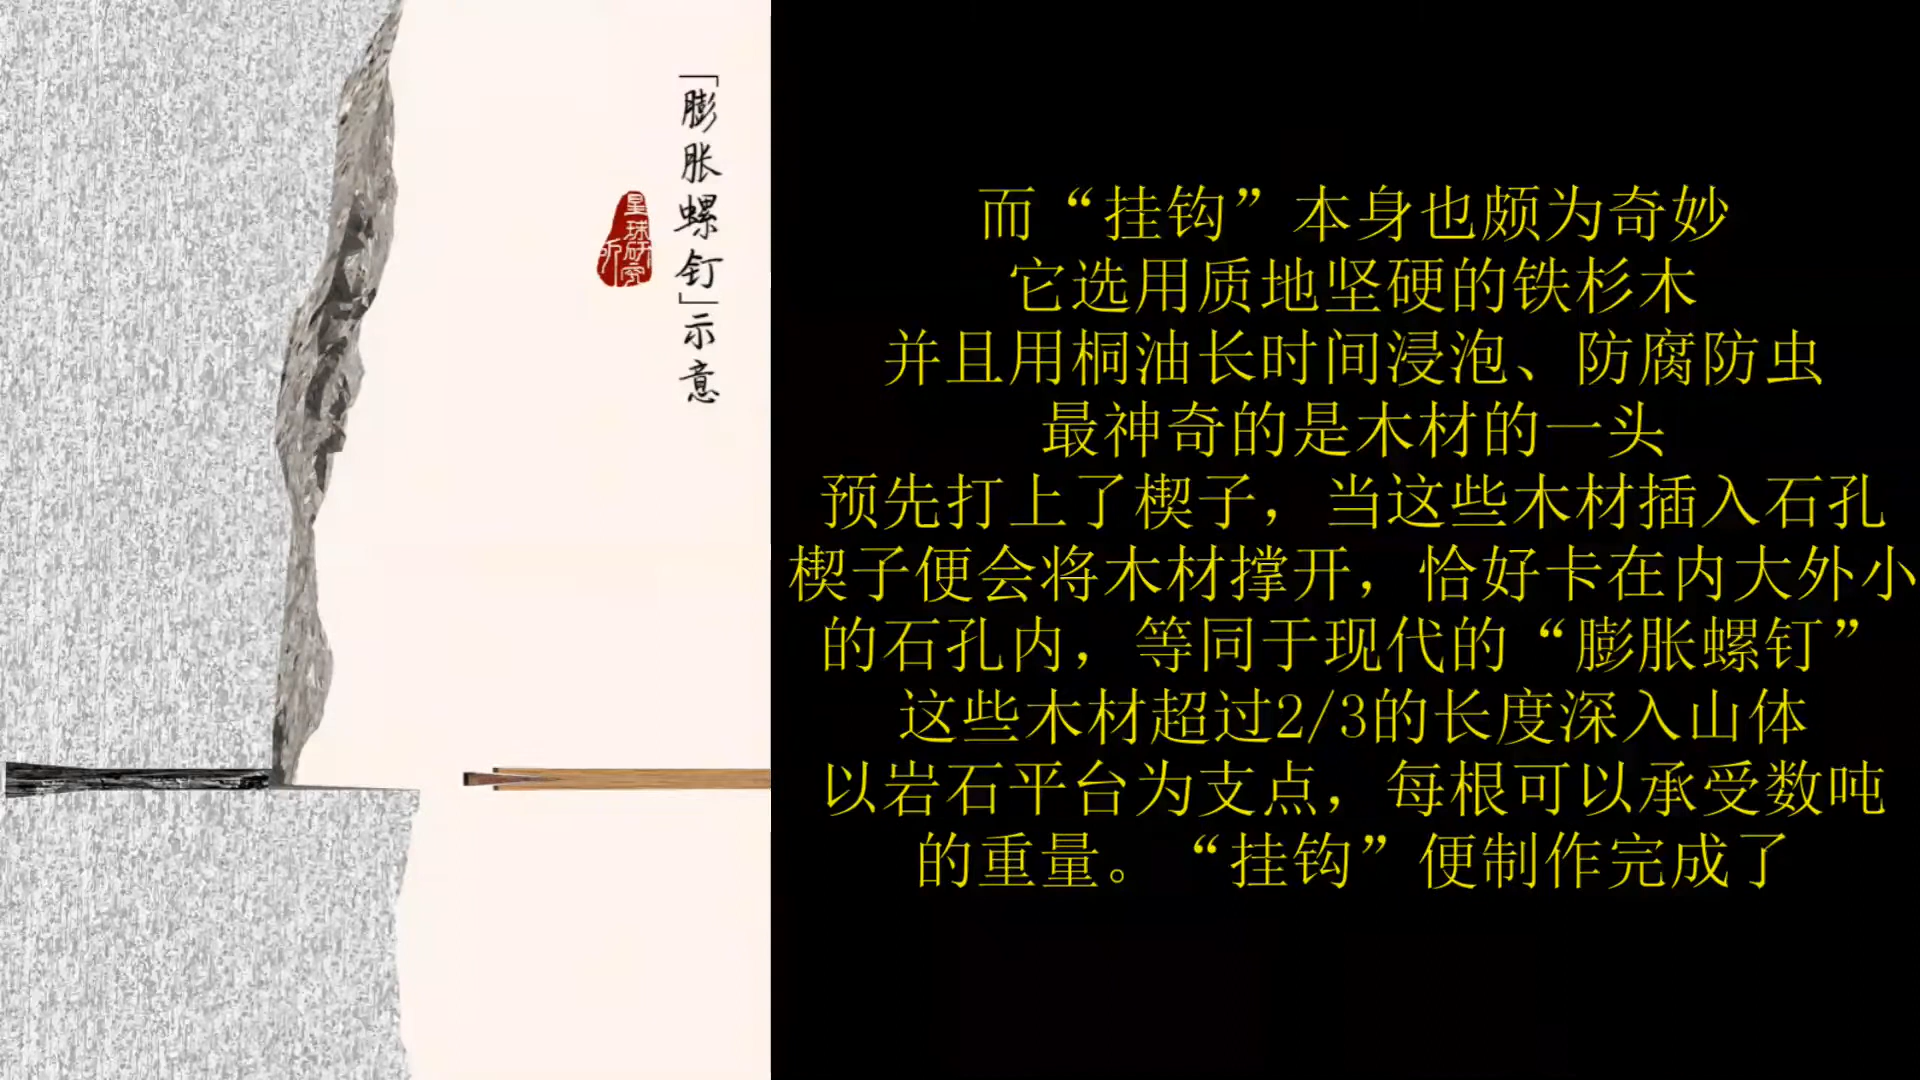 「膨胀螺钉」示意
星球研究所
而“挂钩”本身也颇为奇妙
它选用质地坚硬的铁杉木
并且用桐油长时间浸泡、防腐防虫
最神奇的是木材的一头
预先打上了楔子，当这些木材插入石孔
楔子便会将木材撑开，恰好卡在内大外小
的石孔内，等同于现代的“膨胀螺钉”
这些木材超过2/3的长度深入山体
以岩石平台为支点，每根可以承受数吨
的重量。“挂钩”便制作完成了